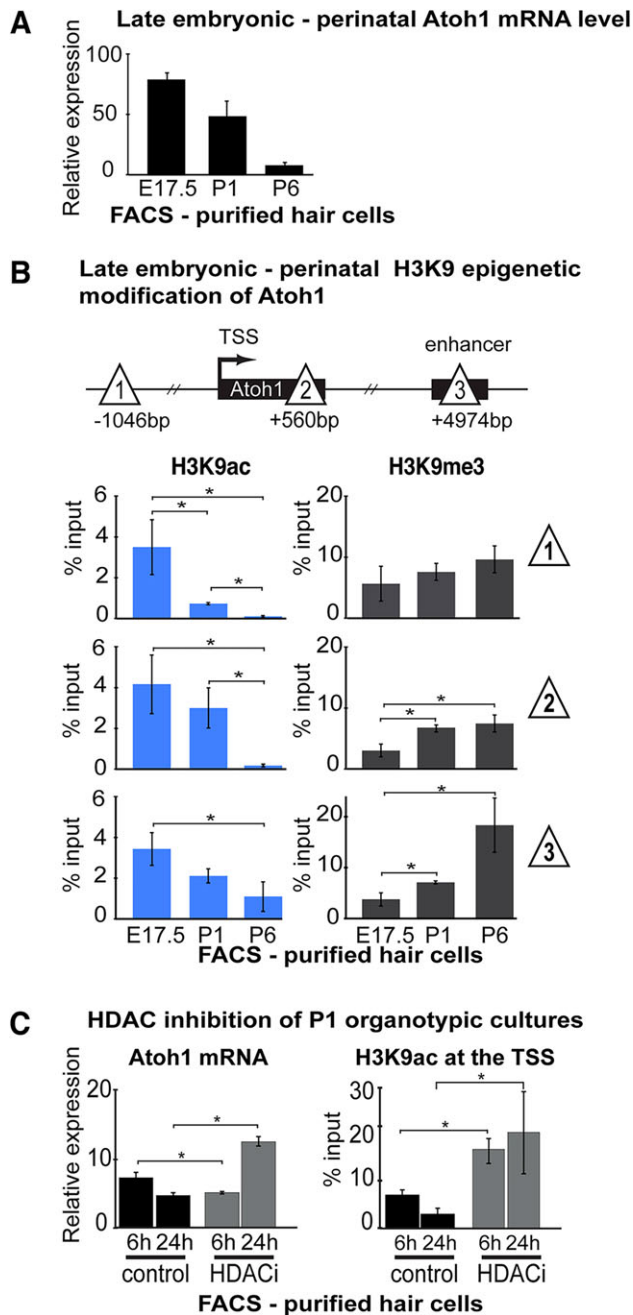 A
Late embryonic - perinatal Atoh1 mRNA level
Relative expression
100
50
0
E17.5 P1 P6
FACS - purified hair cells
B
Late embryonic - perinatal H3K9 epigenetic
modification of Atoh1
TSS
enhancer
1
Atoh1
2
3
-1046bp
+560bp
+4974bp
H3K9ac
H3K9me3
% input
6
4
2
0
*
*
*
% input
20
10
0
1
% input
6
4
2
0
*
*
% input
20
10
0
*
*
2
% input
6
4
2
0
*
% input
20
10
0
*
*
3
E17.5 P1 P6
E17.5 P1 P6
FACS - purified hair cells
C
HDAC inhibition of P1 organotypic cultures
Atoh1 mRNA
H3K9ac at the TSS
Relative expression
20
10
0
*
*
% input
30
20
10
0
*
*
6h 24h 6h 24h
control HDACi
6h 24h 6h 24h
control HDACi
FACS - purified hair cells